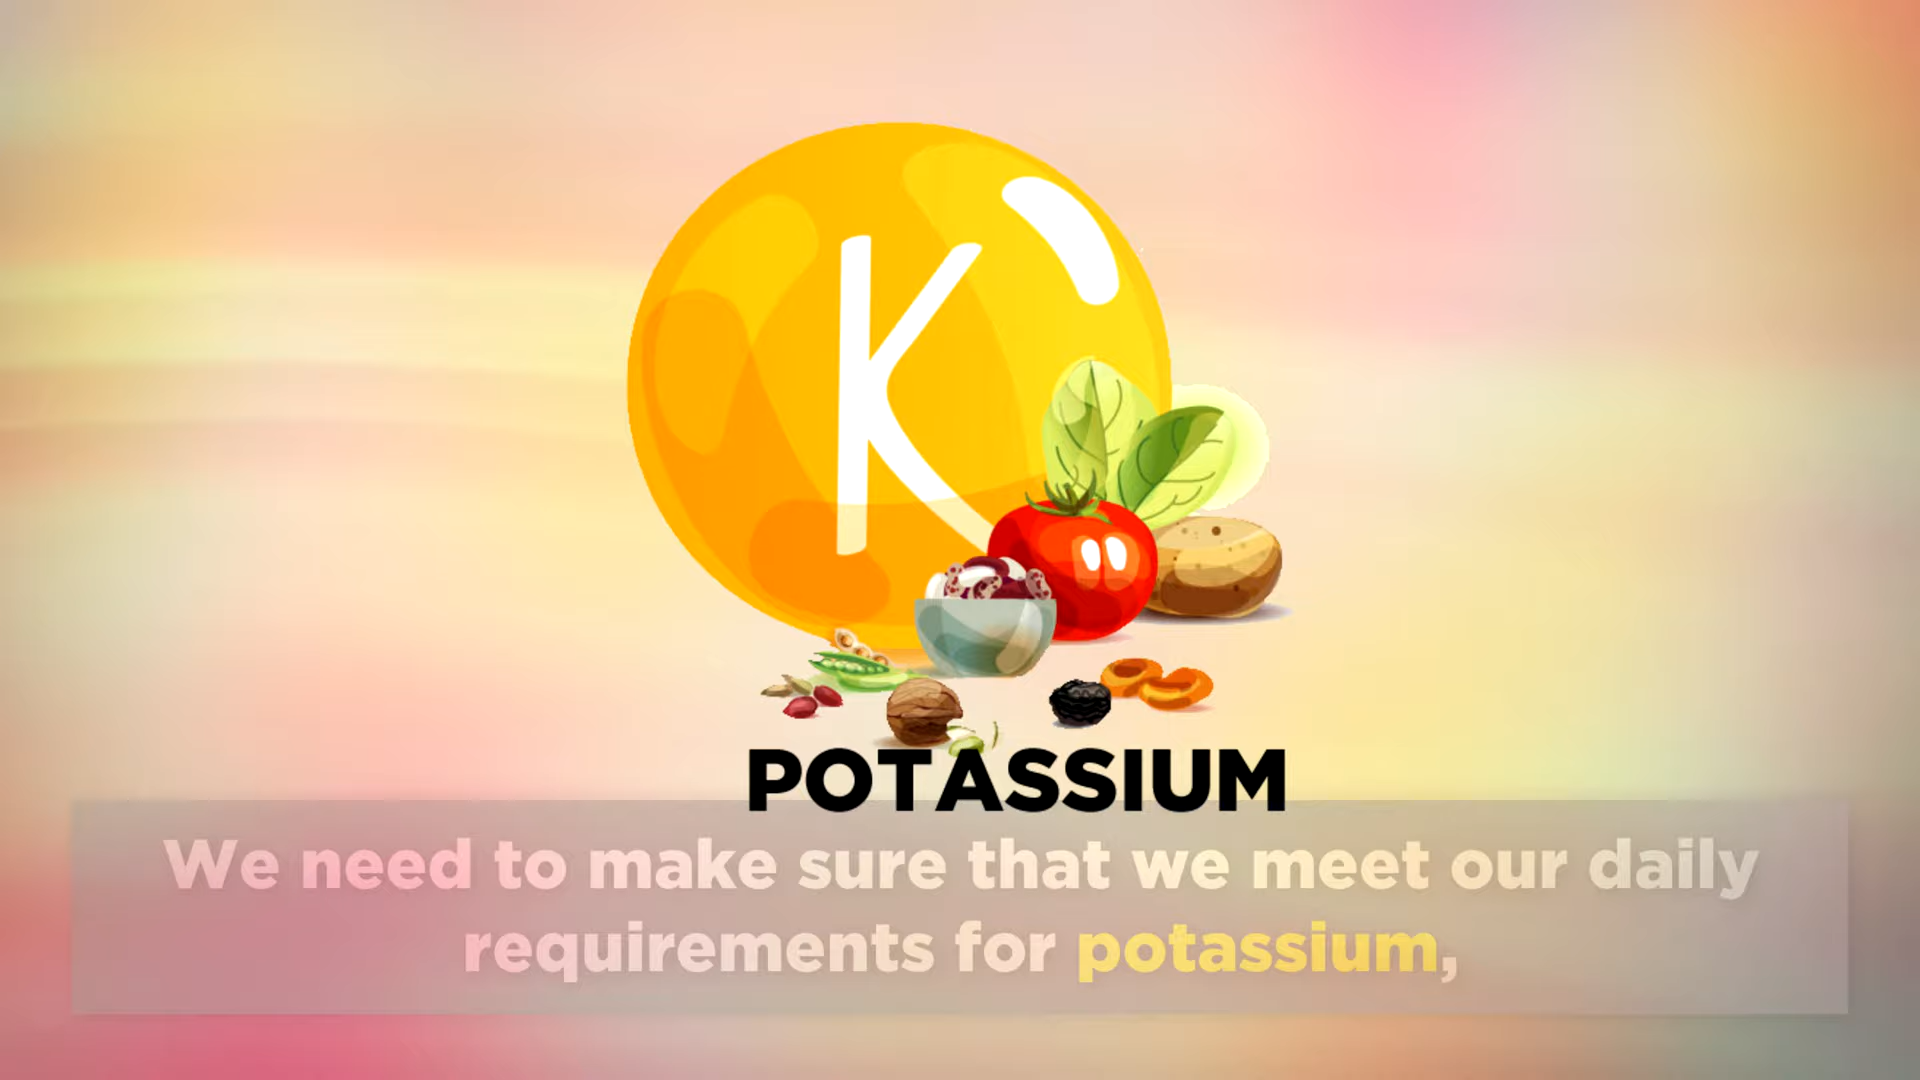 K
POTASSIUM
We need to make sure that we meet our daily
requirements for potassium,